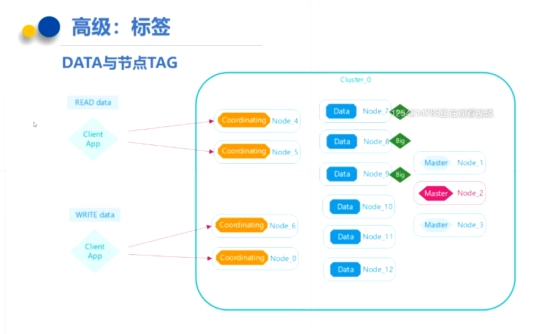 高级：标签
DATA与节点TAG
Cluster_0
READ data
Client
App
WRITE data
Client
App
Coordinating Node_4
Coordinating Node_5
Coordinating Node_6
Coordinating Node_0
Data Node_7
Data Node_8 Big
Data Node_9 Big
Data Node_10
Data Node_11
Data Node_12
Master Node_1
Master Node_2
Master Node_3